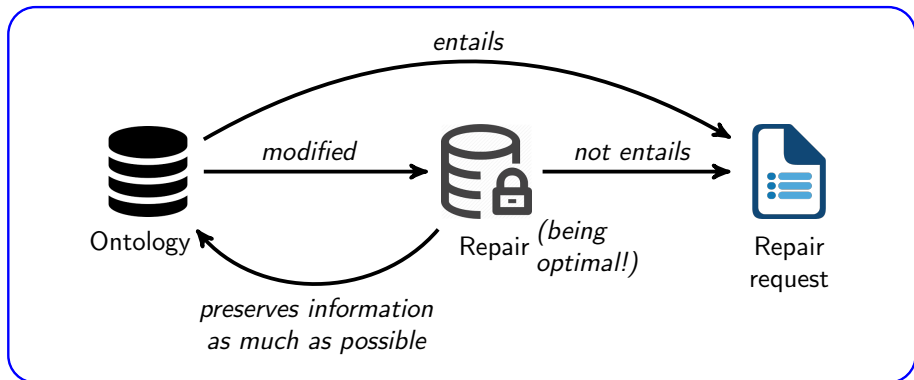 entails
modified
not entails
Ontology
Repair
(being
optimal!)
Repair
request
preserves information
as much as possible